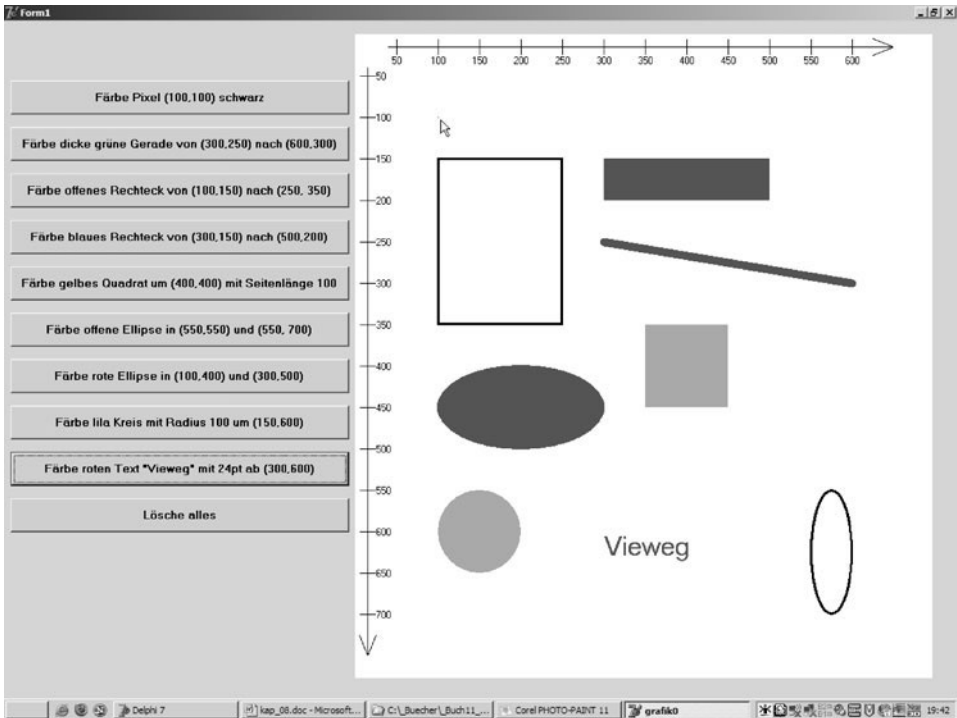 Form1
50 100 150 200 250 300 350 400 450 500 550 600
50
100
150
200
250
300
350
400
450
500
550
600
650
700
Färbe Pixel (100,100) schwarz
Färbe dicke grüne Gerade von (300,250) nach (600,300)
Färbe offenes Rechteck von (100,150) nach (250, 350)
Färbe blaues Rechteck von (300,150) nach (500,200)
Färbe gelbes Quadrat um (400,400) mit Seitenlänge 100
Färbe offene Ellipse in (550,550) und (550, 700)
Färbe rote Ellipse in (100,400) und (300,500)
Färbe lila Kreis mit Radius 100 um (150,600)
Färbe roten Text "Vieweg" mit 24pt ab (300,600)
Lösche alles
Vieweg
Delphi 7
kap_08.doc - Microsoft...
C:\_Buecher\_Buch11_...
Corel PHOTO-PAINT 11
grafik0
19:42